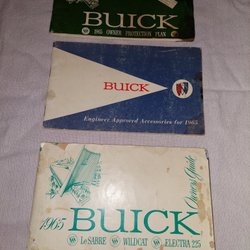 BUICK
1965 OWNER PROTECTION PLAN
BUICK
Engineer Approved Accessories for 1965
1965 BUICK
Owners Guide
LeSABRE WILDCAT ELECTRA 225